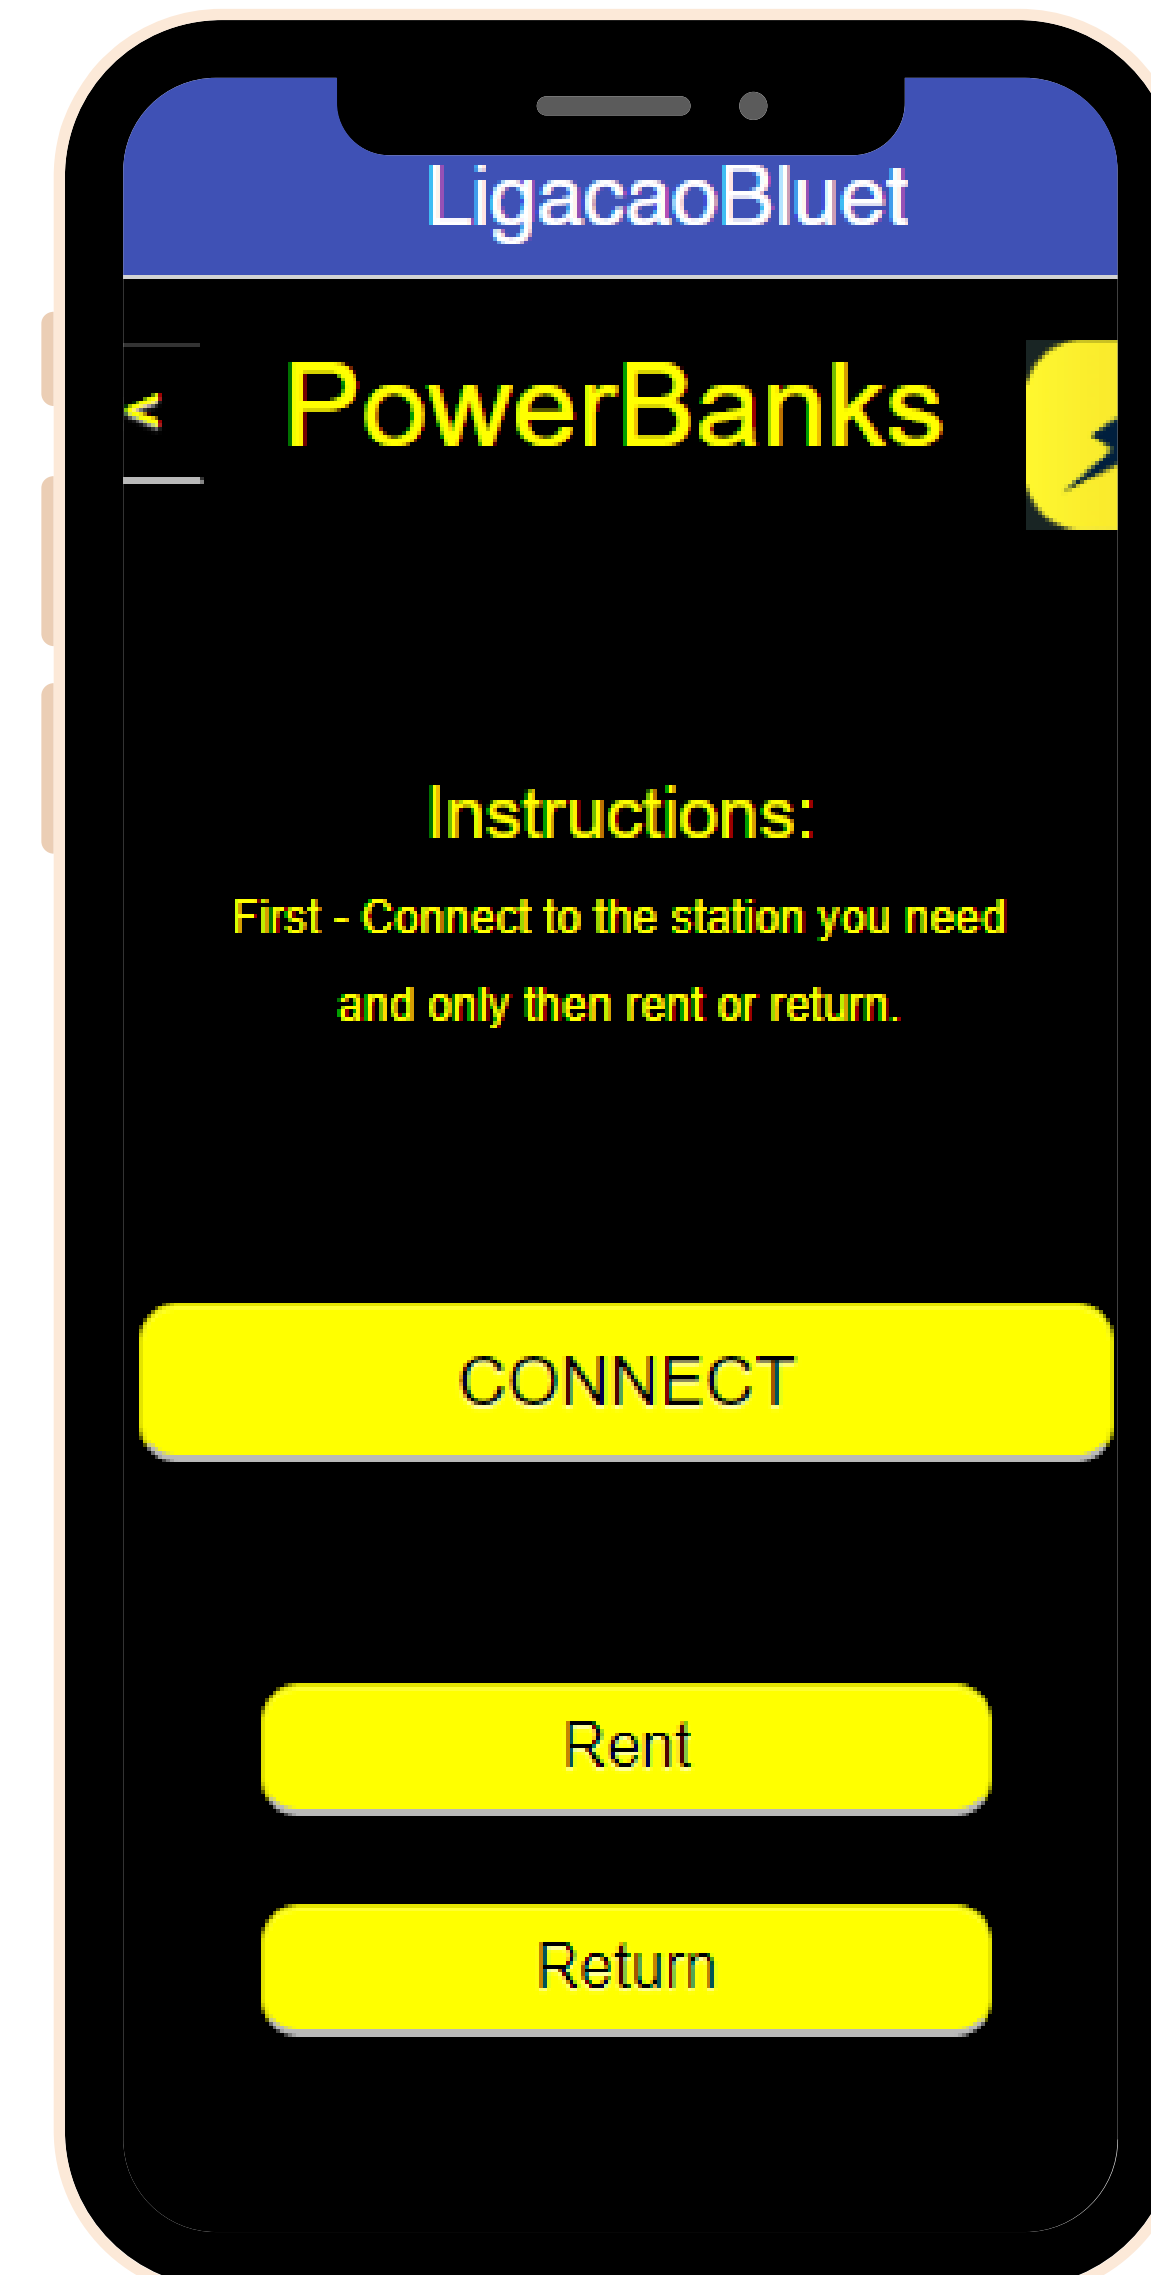 LigacaoBluet
<
PowerBanks
Instructions:
First - Connect to the station you need
and only then rent or return.
CONNECT
Rent
Return